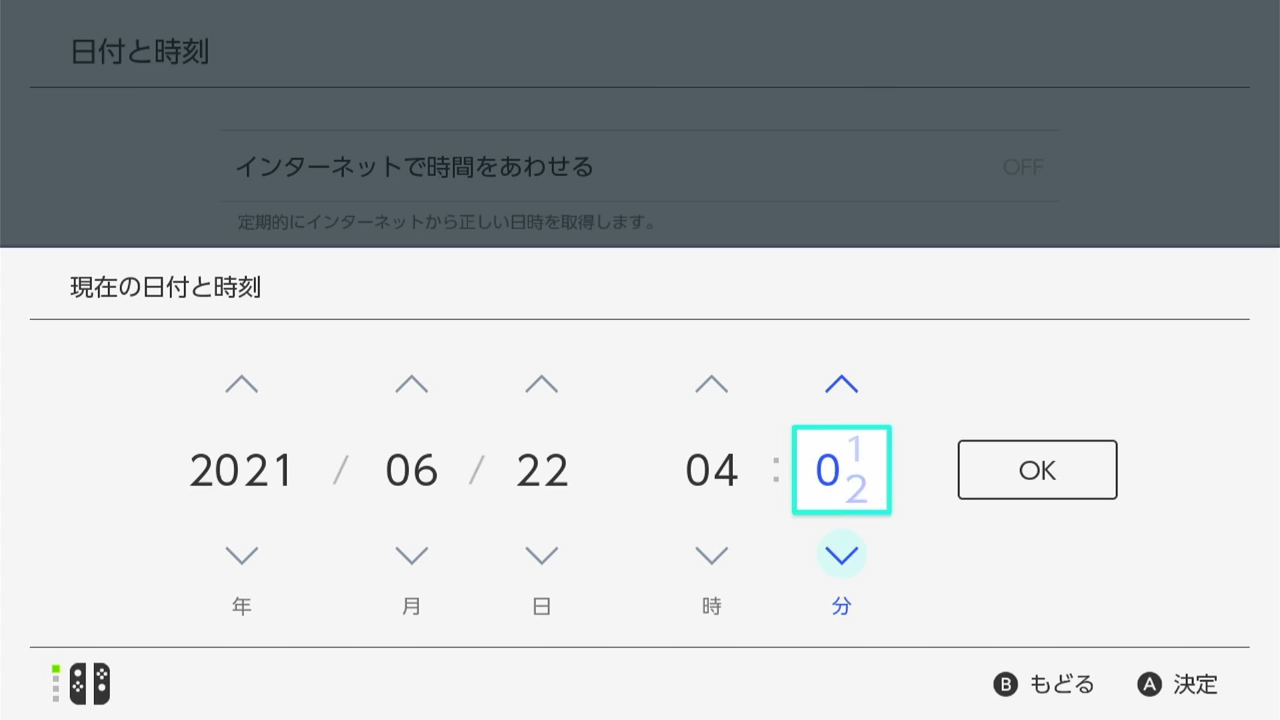 日付と時刻
インターネットで時間をあわせる OFF
定期的にインターネットから正しい日時を取得します。
現在の日付と時刻
2021 / 06 / 22 04 : 0 1 2 OK
年 月 日 時 分
B もどる A 決定